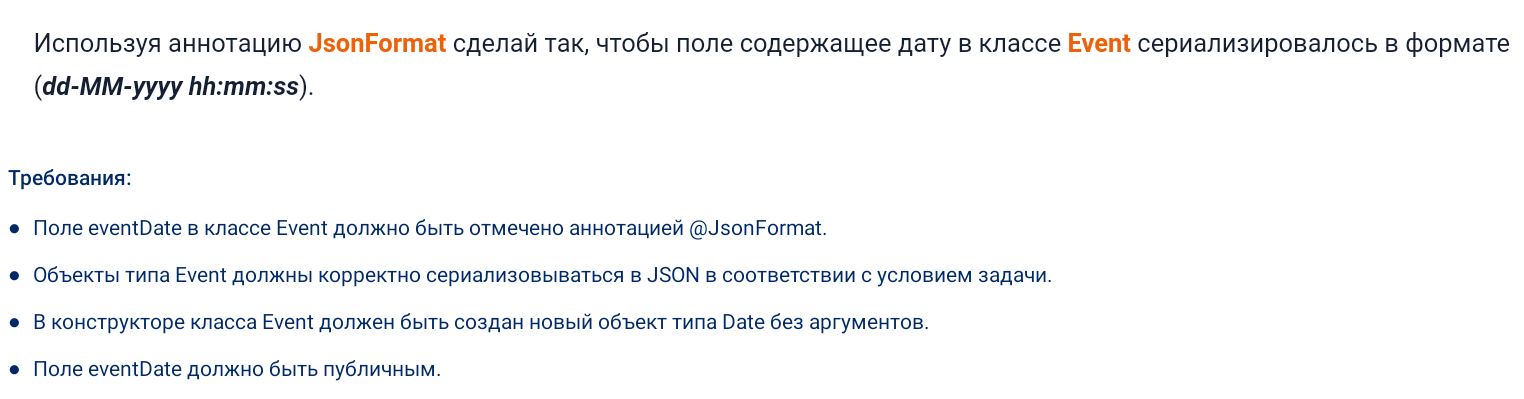 Используя аннотацию JsonFormat сделай так, чтобы поле содержащее дату в классе Event сериализировалось в формате
(dd-MM-yyyy hh:mm:ss).
Требования:
● Поле eventDate в классе Event должно быть отмечено аннотацией @JsonFormat.
● Объекты типа Event должны корректно сериализовываться в JSON в соответствии с условием задачи.
● В конструкторе класса Event должен быть создан новый объект типа Date без аргументов.
● Поле eventDate должно быть публичным.